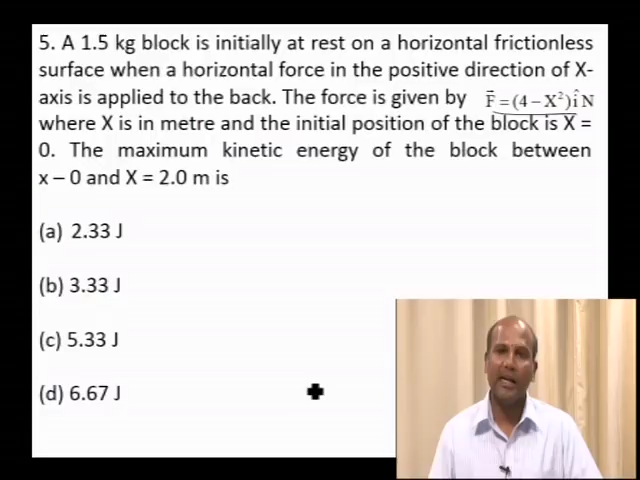 5. A 1.5 kg block is initially at rest on a horizontal frictionless
surface when a horizontal force in the positive direction of X-
axis is applied to the back. The force is given by F⃗ = (4 – X²)î N
where X is in metre and the initial position of the block is X =
0. The maximum kinetic energy of the block between
x – 0 and X = 2.0 m is
(a) 2.33 J
(b) 3.33 J
(c) 5.33 J
(d) 6.67 J